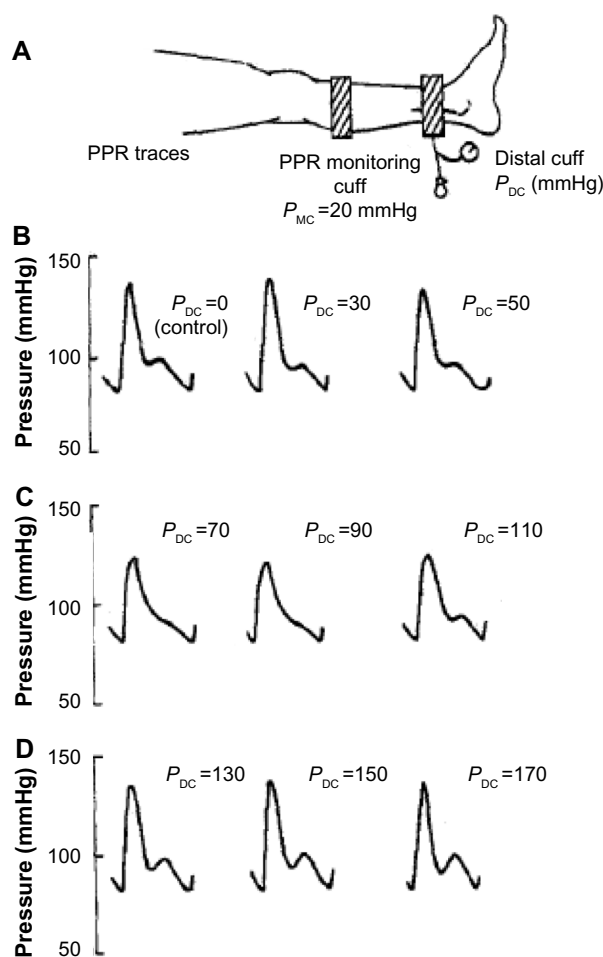 A
PPR traces
PPR monitoring
cuff
P_MC=20 mmHg
Distal cuff
P_DC (mmHg)
B
Pressure (mmHg)
150
100
50
P_DC=0
(control)
P_DC=30
P_DC=50
C
Pressure (mmHg)
150
100
50
P_DC=70
P_DC=90
P_DC=110
D
Pressure (mmHg)
150
100
50
P_DC=130
P_DC=150
P_DC=170